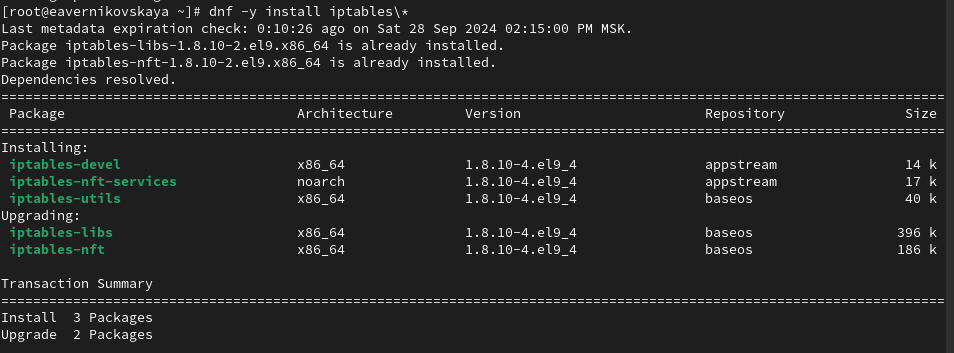 [root@eavernikovskaya ~]# dnf -y install iptables\*
Last metadata expiration check: 0:10:26 ago on Sat 28 Sep 2024 02:15:00 PM MSK.
Package iptables-libs-1.8.10-2.el9.x86_64 is already installed.
Package iptables-nft-1.8.10-2.el9.x86_64 is already installed.
Dependencies resolved.
======================================================================================================================
Package Architecture Version Repository Size
======================================================================================================================
Installing:
iptables-devel x86_64 1.8.10-4.el9_4 appstream 14 k
iptables-nft-services noarch 1.8.10-4.el9_4 appstream 17 k
iptables-utils x86_64 1.8.10-4.el9_4 baseos 40 k
Upgrading:
iptables-libs x86_64 1.8.10-4.el9_4 baseos 396 k
iptables-nft x86_64 1.8.10-4.el9_4 baseos 186 k
Transaction Summary
======================================================================================================================
Install 3 Packages
Upgrade 2 Packages